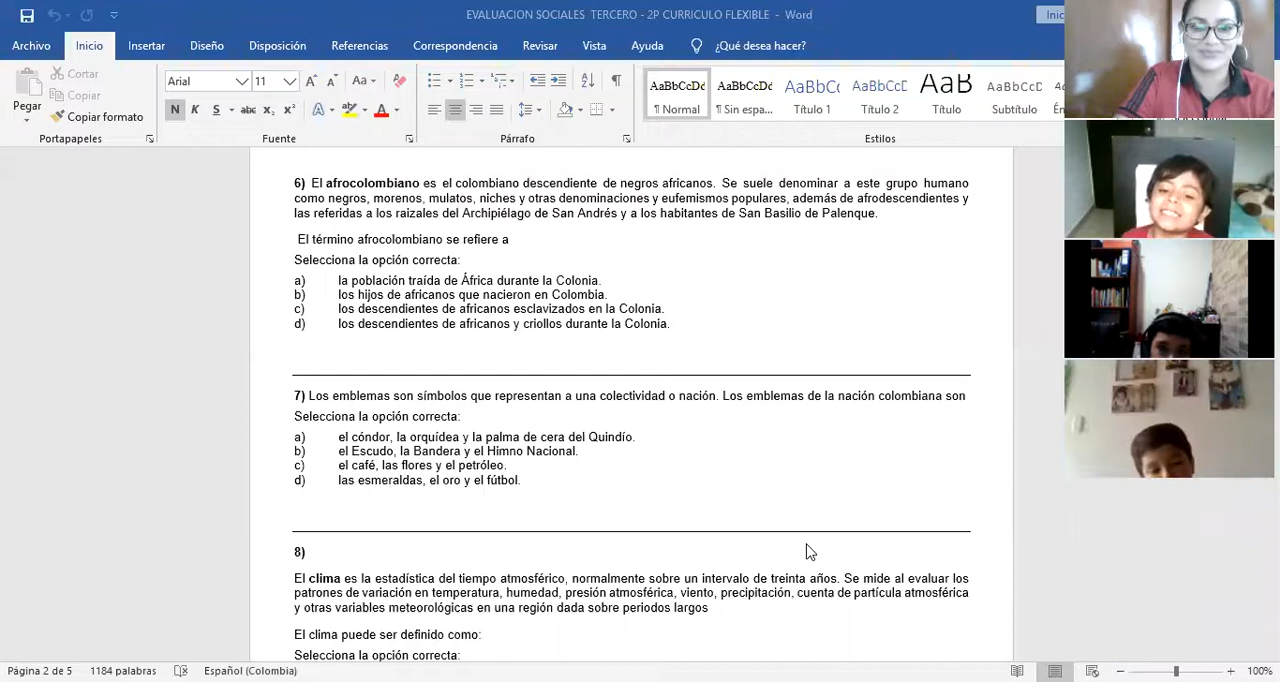 EVALUACION SOCIALES  TERCERO - 2P CURRICULO FLEXIBLE  -  Word
Inic
Archivo Inicio Insertar Diseño Disposición Referencias Correspondencia Revisar Vista Ayuda ¿Qué desea hacer?
Pegar
Cortar
Copiar
Copiar formato
Portapapeles
Arial 11
N K S abc x₂ x²
Fuente
Párrafo
AaBbCcDd AaBbCcDd AaBbCc AaBbCcD AaB AaBbCcD
¶ Normal ¶ Sin espa... Título 1 Título 2 Título Subtítulo
Estilos
6) El afrocolombiano es el colombiano descendiente de negros africanos. Se suele denominar a este grupo humano
como negros, morenos, mulatos, niches y otras denominaciones y eufemismos populares, además de afrodescendientes y
las referidas a los raizales del Archipiélago de San Andrés y a los habitantes de San Basilio de Palenque.
El término afrocolombiano se refiere a
Selecciona la opción correcta:
a) la población traída de África durante la Colonia.
b) los hijos de africanos que nacieron en Colombia.
c) los descendientes de africanos esclavizados en la Colonia.
d) los descendientes de africanos y criollos durante la Colonia.
7) Los emblemas son símbolos que representan a una colectividad o nación. Los emblemas de la nación colombiana son
Selecciona la opción correcta:
a) el cóndor, la orquídea y la palma de cera del Quindío.
b) el Escudo, la Bandera y el Himno Nacional.
c) el café, las flores y el petróleo.
d) las esmeraldas, el oro y el fútbol.
8)
El clima es la estadística del tiempo atmosférico, normalmente sobre un intervalo de treinta años. Se mide al evaluar los
patrones de variación en temperatura, humedad, presión atmosférica, viento, precipitación, cuenta de partícula atmosférica
y otras variables meteorológicas en una región dada sobre periodos largos
El clima puede ser definido como:
Selecciona la opción correcta:
Página 2 de 5 1184 palabras Español (Colombia) 100%